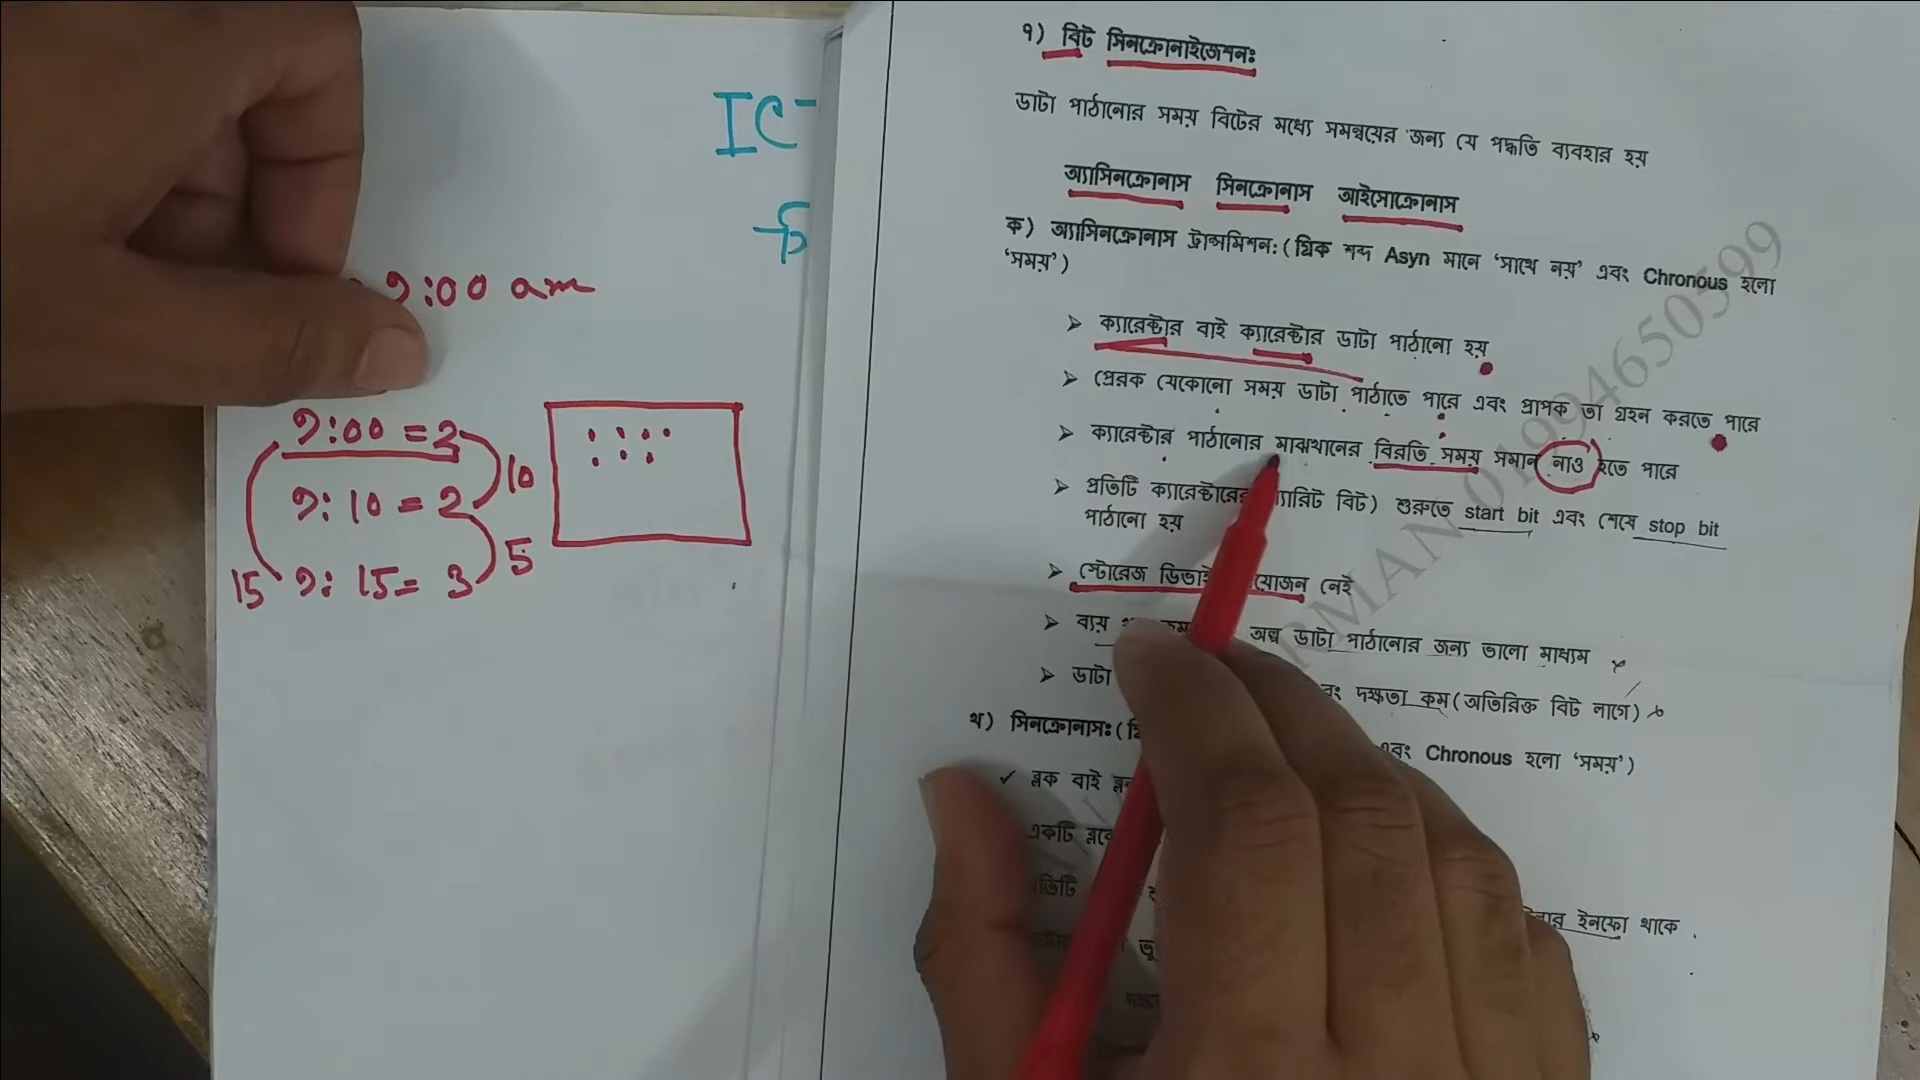 IC
9:00 am
9:00 = 2
9:10 = 2
9:15 = 3
10
5
15
৭) বিট সিনক্রোনাইজেশনঃ
ডাটা পাঠানোর সময় বিটের মধ্যে সমন্বয়ের জন্য যে পদ্ধতি ব্যবহার হয়
অ্যাসিনক্রোনাস সিনক্রোনাস আইসোক্রোনাস
ক) অ্যাসিনক্রোনাস ট্রান্সমিশন: (গ্রিক শব্দ Asyn মানে ‘সাথে নয়’ এবং Chronous হলো
‘সময়’)
➤ ক্যারেক্টার বাই ক্যারেক্টার ডাটা পাঠানো হয়
➤ প্রেরক যেকোনো সময় ডাটা পাঠাতে পারে এবং প্রাপক তা গ্রহন করতে পারে
➤ ক্যারেক্টার পাঠানোর মাঝখানের বিরতি সময় সমান নাও হতে পারে
➤ প্রতিটি ক্যারেক্টারের বিট) শুরুতে start bit এবং শেষে stop bit
পাঠানো হয়
➤ স্টোরেজ নেই
➤ ব্যয় অল্প ডাটা পাঠানোর জন্য ভালো মাধ্যম
➤ ডাটা দক্ষতা কম (অতিরিক্ত বিট লাগে)
খ) সিনক্রোনাসঃ ( এবং Chronous হলো ‘সময়’)
✓ ব্লক বাই
একটি
ইনফো থাকে
RMAN 01994650599